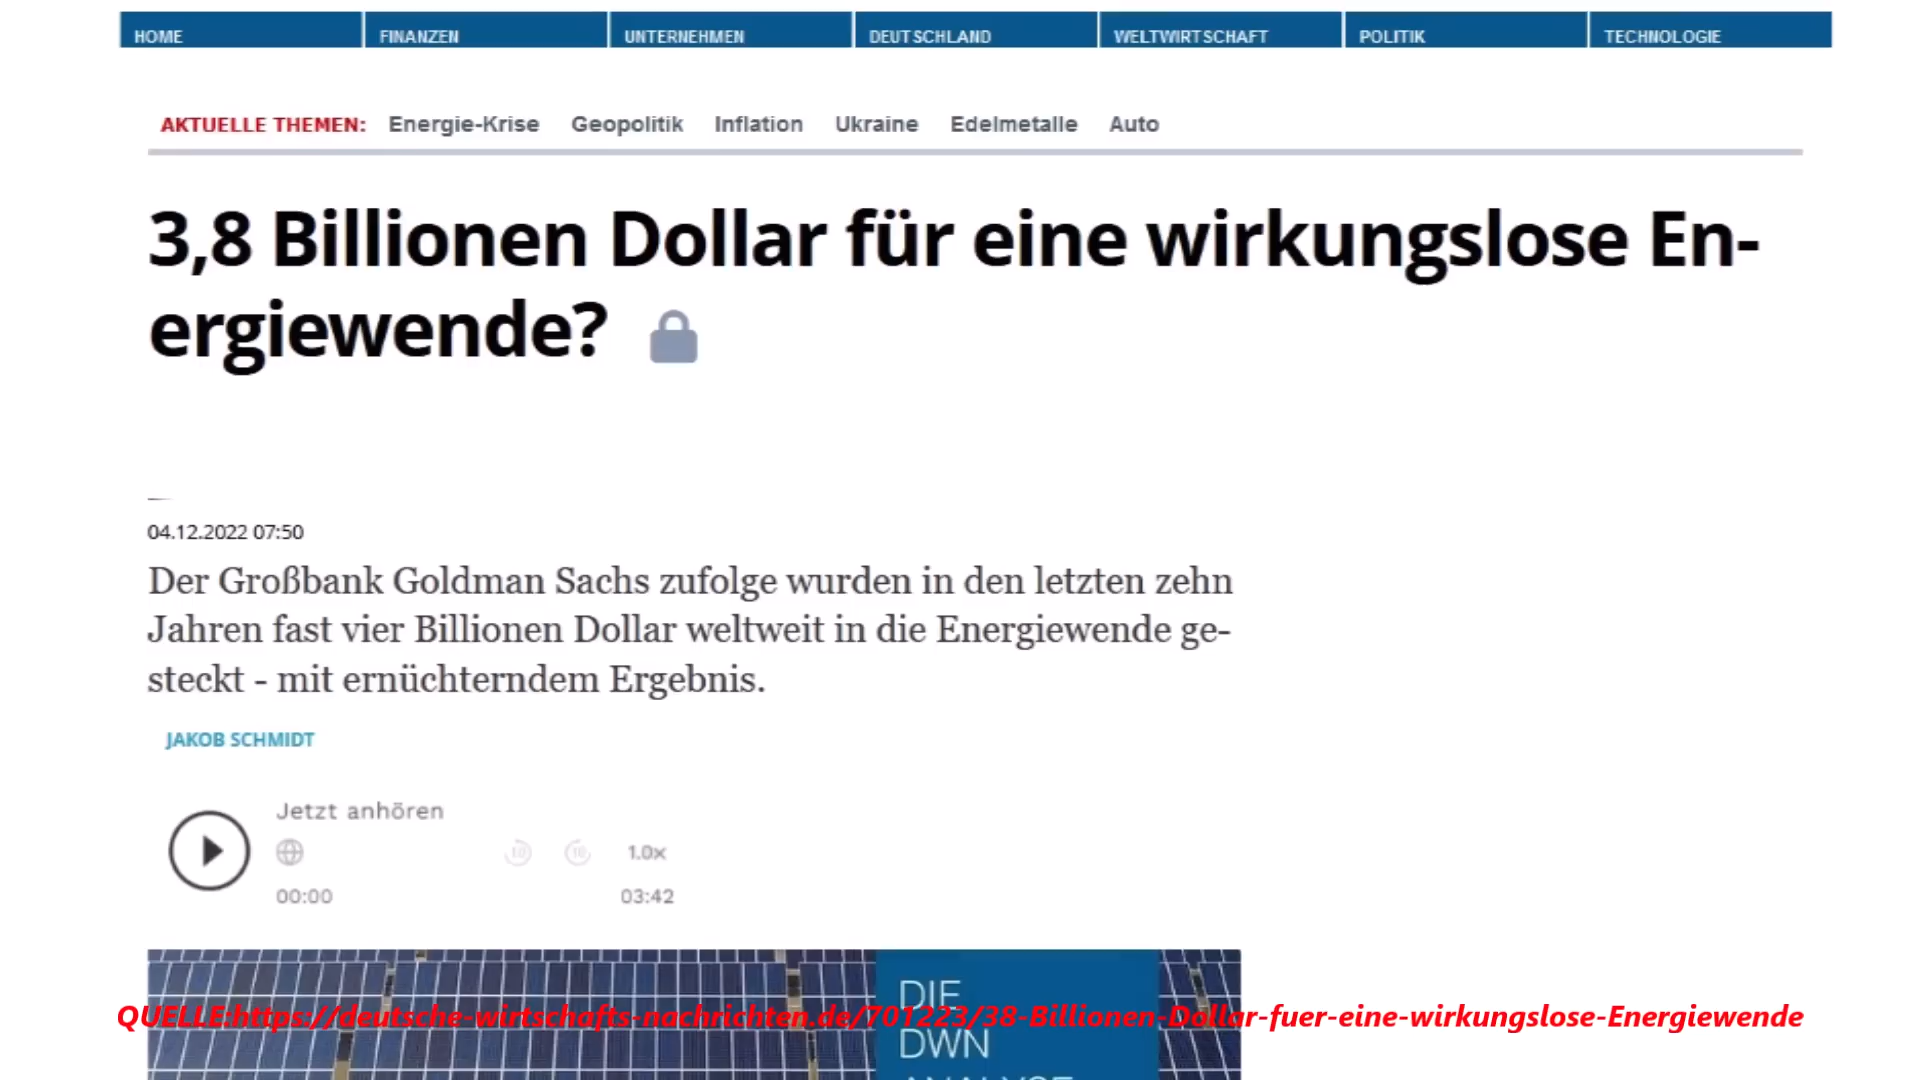 HOME FINANZEN UNTERNEHMEN DEUTSCHLAND WELTWIRTSCHAFT POLITIK TECHNOLOGIE
AKTUELLE THEMEN: Energie-Krise Geopolitik Inflation Ukraine Edelmetalle Auto
3,8 Billionen Dollar für eine wirkungslose En-
ergiewende?
04.12.2022 07:50
Der Großbank Goldman Sachs zufolge wurden in den letzten zehn
Jahren fast vier Billionen Dollar weltweit in die Energiewende ge-
steckt - mit ernüchterndem Ergebnis.
JAKOB SCHMIDT
Jetzt anhören
10 10 1.0x
00:00 03:42
DIE
QUELLE:https://deutsche-wirtschafts-nachrichten.de/701223/38-Billionen-Dollar-fuer-eine-wirkungslose-Energiewende
DWN